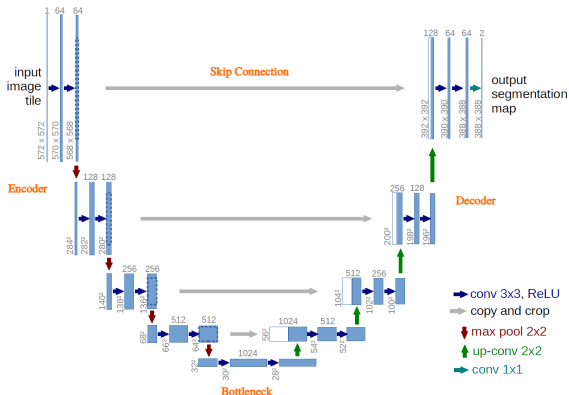 1 64 64
128 64 64 2
input
image
tile
Skip Connection
output
segmentation
map
572 x 572
570 x 570
568 x 568
392 x 392
390 x 390
388 x 388
388 x 388
Encoder
128 128
256 128
Decoder
284²
282²
280²
200²
198²
196²
256 256
512 256
140²
138²
136²
104²
102²
100²
conv 3x3, ReLU
copy and crop
max pool 2x2
up-conv 2x2
conv 1x1
512 512
1024 512
68²
66²
64²
56²
54²
52²
1024
32²
30²
28²
Bottleneck